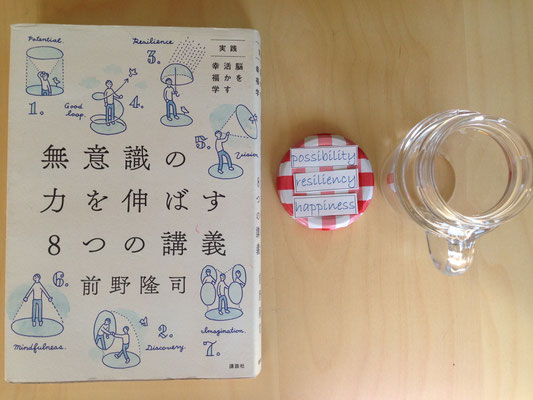 Potential.
1.
Resilience.
3.
Good
loop.
4.
実践
脳を
活かす
幸福学
5.
Vision.
無意識の
力を伸ばす
8つの講義
前野隆司
6.
Mindfulness.
2.
Discovery.
Imagination.
7.
講談社
possibility
resiliency
happiness